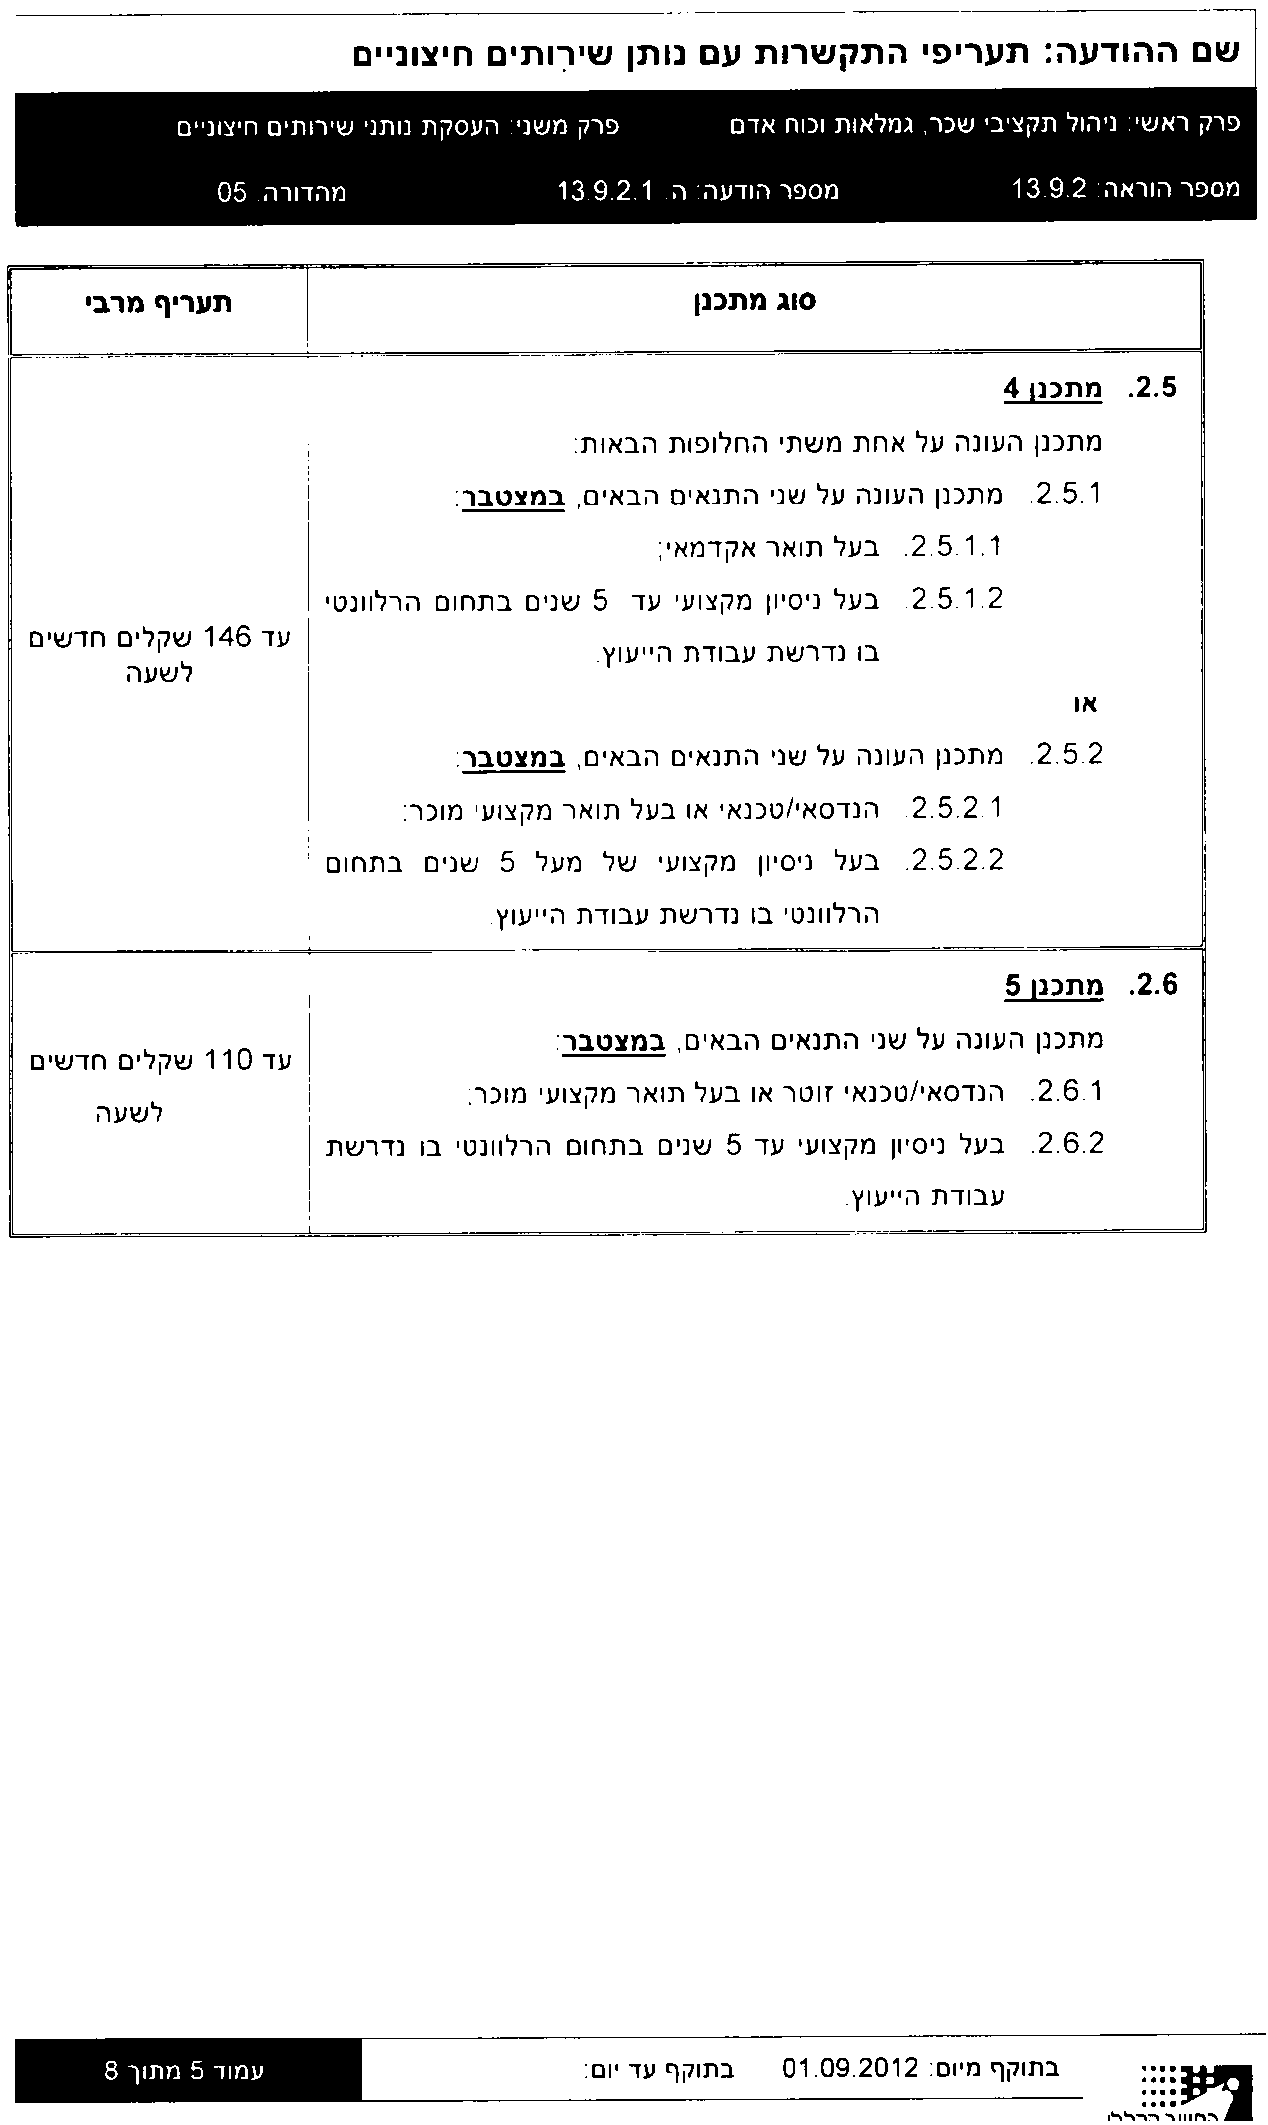 שם ההודעה: תעריפי התקשרות עם נותן שירותים חיצוניים
פרק ראשי: ניהול תקציבי שכר, גמלאות וכוח אדם פרק משני: העסקת נותני שירותים חיצוניים
מספר הוראה: 13.9.2 מספר הודעה: ה. 13.9.2.1 מהדורה: 05
סוג מתכנן תעריף מרבי
2.5. מתכנן 4
מתכנן העונה על אחת משתי החלופות הבאות:
2.5.1. מתכנן העונה על שני התנאים הבאים, במצטבר:
2.5.1.1. בעל תואר אקדמאי;
2.5.1.2. בעל ניסיון מקצועי עד 5 שנים בתחום הרלוונטי
בו נדרשת עבודת הייעוץ.
עד 146 שקלים חדשים
לשעה
או
2.5.2. מתכנן העונה על שני התנאים הבאים, במצטבר:
2.5.2.1. הנדסאי/טכנאי או בעל תואר מקצועי מוכר;
2.5.2.2. בעל ניסיון מקצועי של מעל 5 שנים בתחום
הרלוונטי בו נדרשת עבודת הייעוץ.
2.6. מתכנן 5
מתכנן העונה על שני התנאים הבאים, במצטבר:
2.6.1. הנדסאי/טכנאי זוטר או בעל תואר מקצועי מוכר;
2.6.2. בעל ניסיון מקצועי עד 5 שנים בתחום הרלוונטי בו נדרשת
עבודת הייעוץ.
עד 110 שקלים חדשים
לשעה
בתוקף מיום: 01.09.2012 בתוקף עד יום:
עמוד 5 מתוך 8